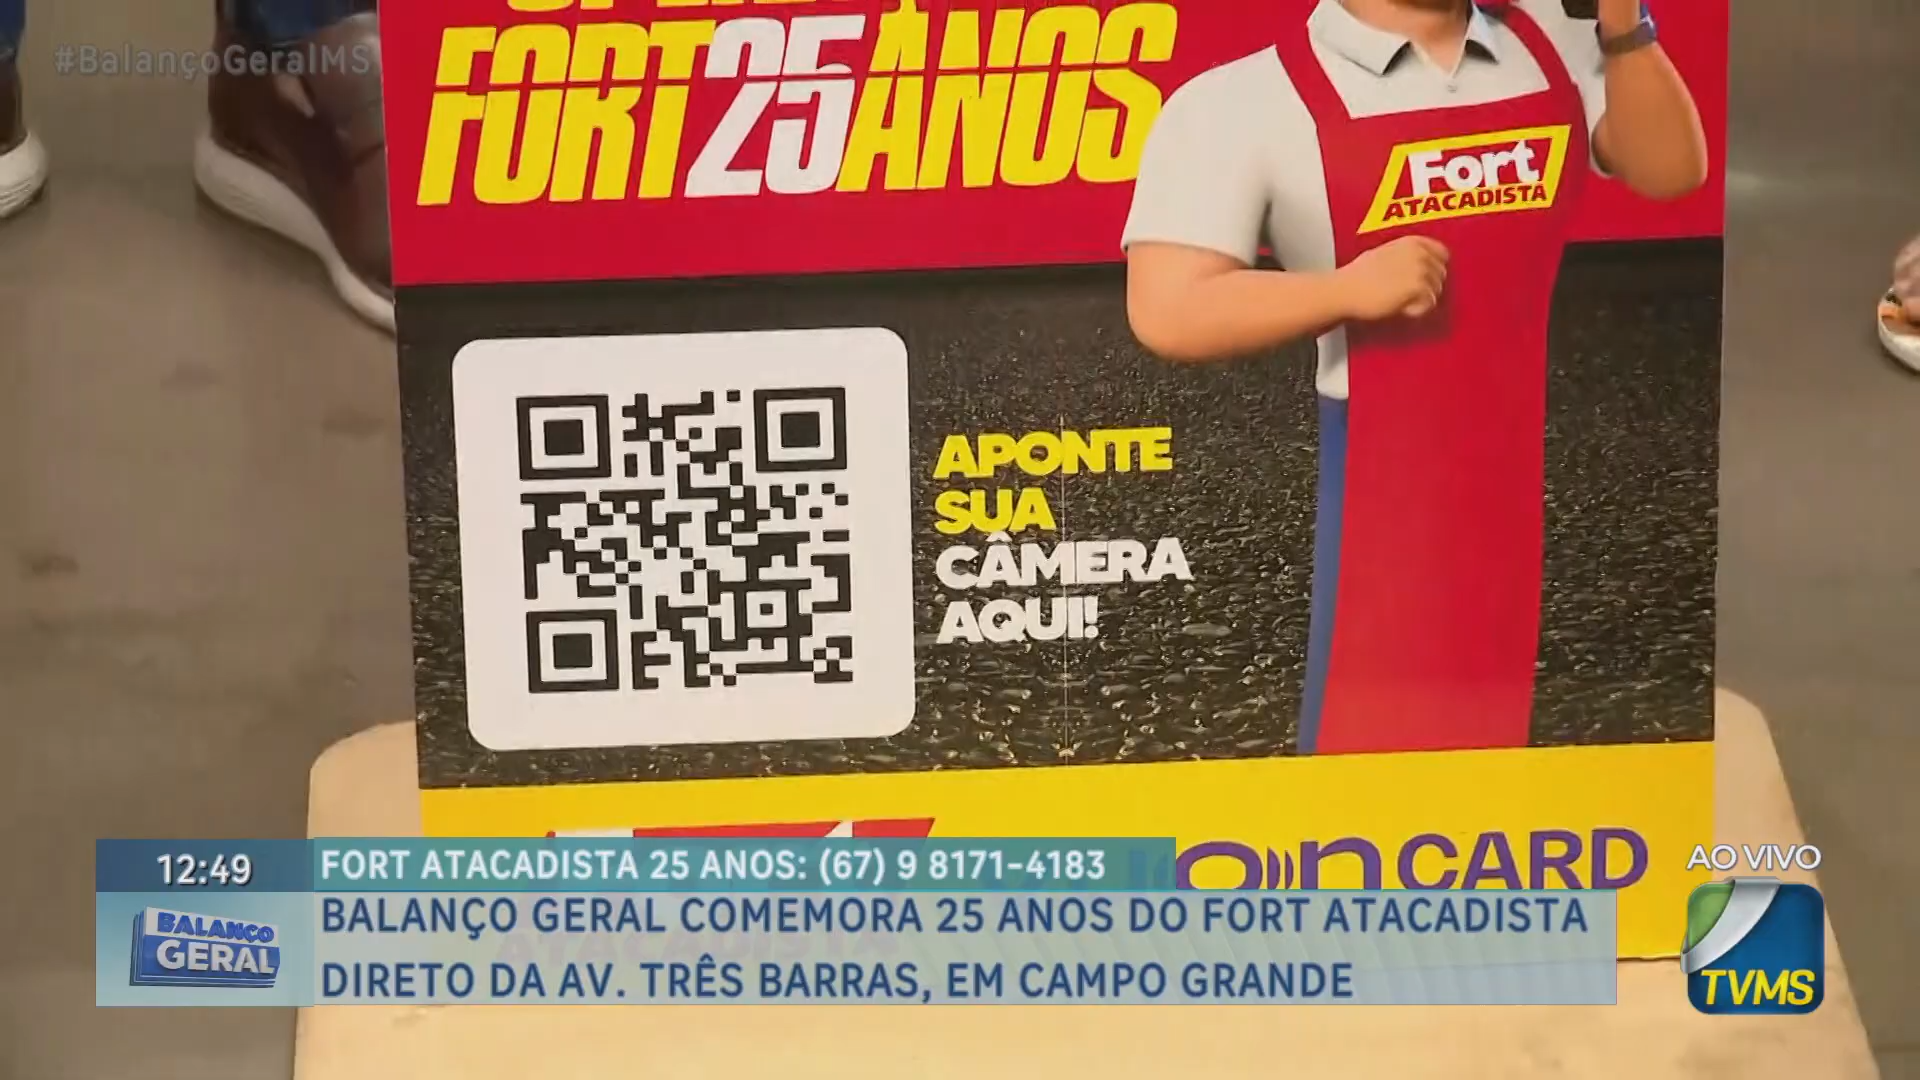 #BalançoGeralMS
FORT25ANOS
Fort
ATACADISTA
APONTE
SUA
CÂMERA
AQUI!
CARD
12:49
FORT ATACADISTA 25 ANOS: (67) 9 8171-4183
AO VIVO
BALANÇO
GERAL
BALANÇO GERAL COMEMORA 25 ANOS DO FORT ATACADISTA
DIRETO DA AV. TRÊS BARRAS, EM CAMPO GRANDE
TVMS